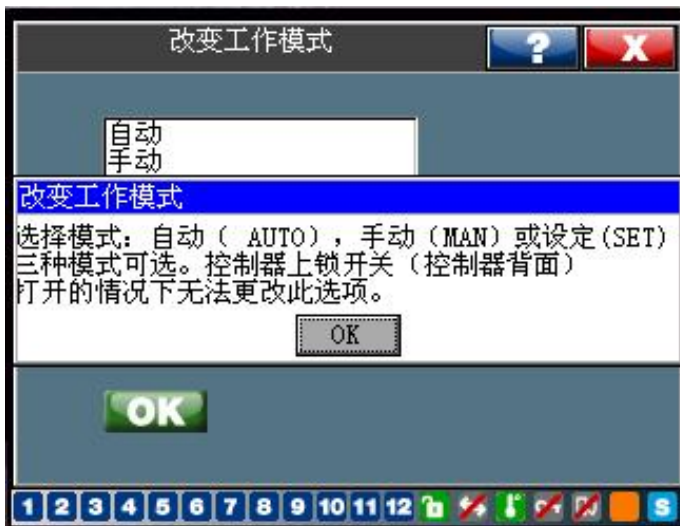 改变工作模式
? X
自动
手动
改变工作模式
选择模式：自动（ AUTO），手动（MAN）或设定(SET)
三种模式可选。控制器上锁开关（控制器背面）
打开的情况下无法更改此选项。
OK
OK
1 2 3 4 5 6 7 8 9 10 11 12 S